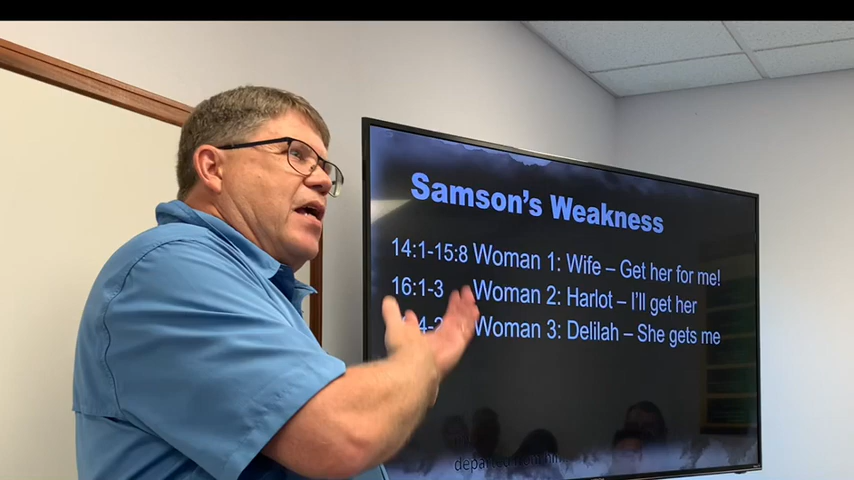 Samson's Weakness
14:1-15:8 Woman 1: Wife – Get her for me!
16:1-3 Woman 2: Harlot – I'll get her
Woman 3: Delilah – She gets me